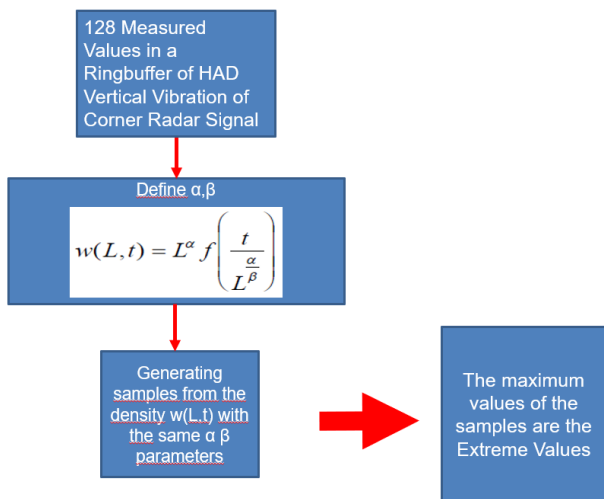 128 Measured
Values in a
Ringbuffer of HAD
Vertical Vibration of
Corner Radar Signal
Define α,β
w(L,t) = L^α f(t / L^(α/β))
Generating
samples from the
density w(L,t) with
the same α β
parameters
The maximum
values of the
samples are the
Extreme Values